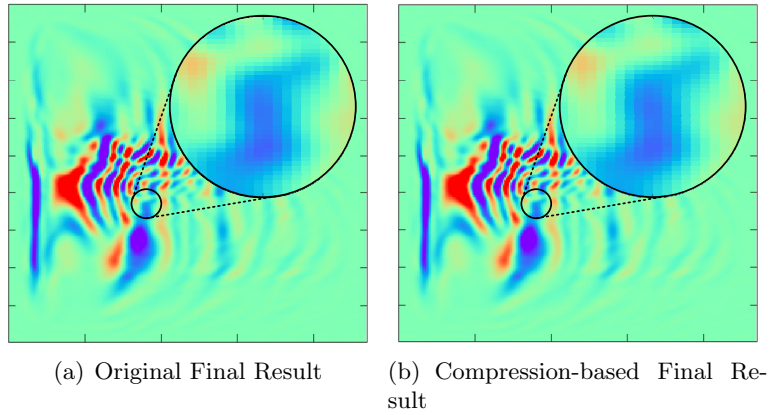 (a) Original Final Result
(b) Compression-based Final Re-
sult